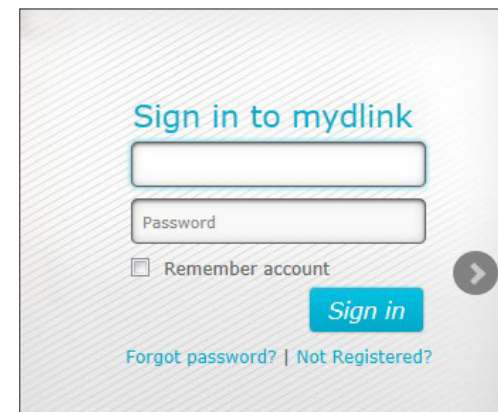 Sign in to mydlink
Password
Remember account
Sign in
Forgot password? | Not Registered?